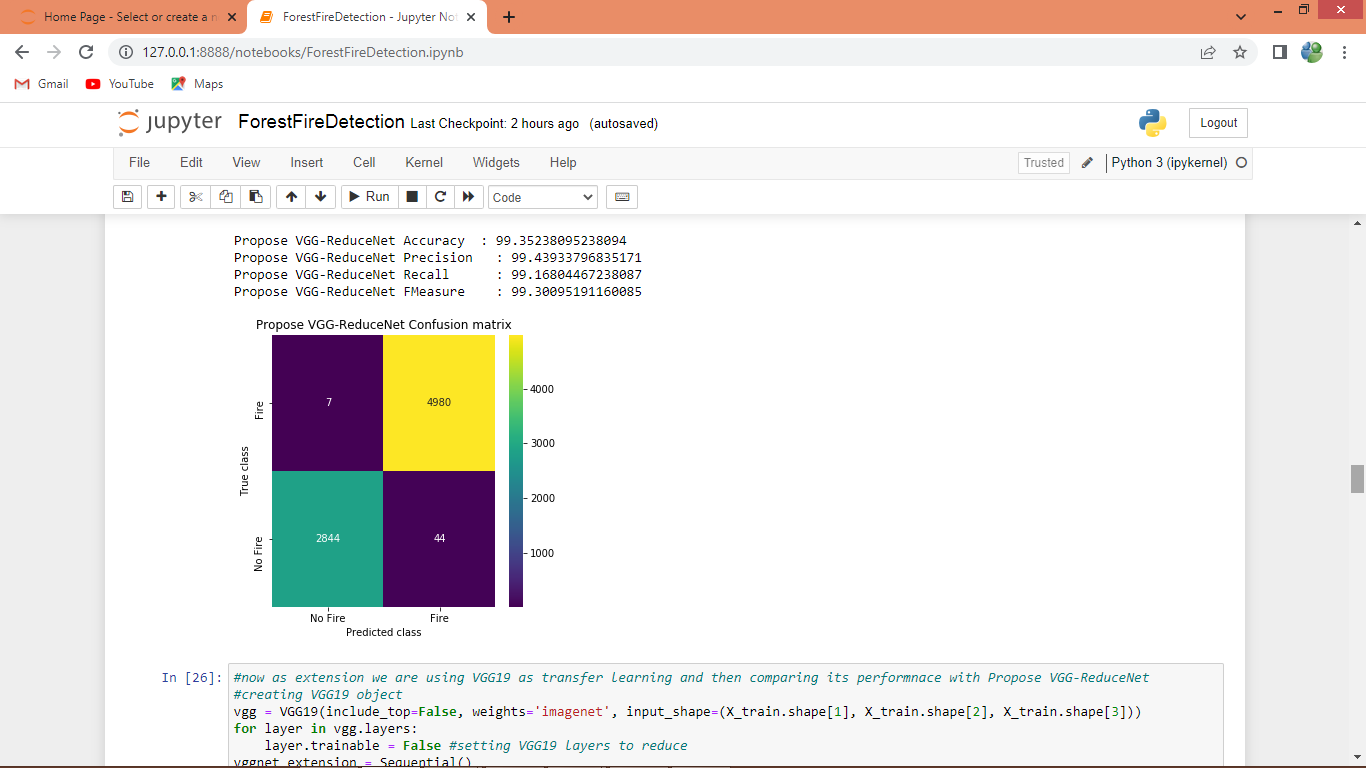 Home Page - Select or create a n
ForestFireDetection - Jupyter Not
127.0.0.1:8888/notebooks/ForestFireDetection.ipynb
Gmail YouTube Maps
jupyter ForestFireDetection Last Checkpoint: 2 hours ago (autosaved)
Logout
File Edit View Insert Cell Kernel Widgets Help
Trusted Python 3 (ipykernel)
Run Code
Propose VGG-ReduceNet Accuracy : 99.35238095238094
Propose VGG-ReduceNet Precision : 99.43933796835171
Propose VGG-ReduceNet Recall : 99.16804467238087
Propose VGG-ReduceNet FMeasure : 99.30095191160085
Propose VGG-ReduceNet Confusion matrix
True class
Fire
7 4980
No Fire
2844 44
4000
3000
2000
1000
No Fire Fire
Predicted class
In [26]:
#now as extension we are using VGG19 as transfer learning and then comparing its performnace with Propose VGG-ReduceNet
#creating VGG19 object
vgg = VGG19(include_top=False, weights='imagenet', input_shape=(X_train.shape[1], X_train.shape[2], X_train.shape[3]))
for layer in vgg.layers:
    layer.trainable = False #setting VGG19 layers to reduce
vggnet_extension = Sequential()